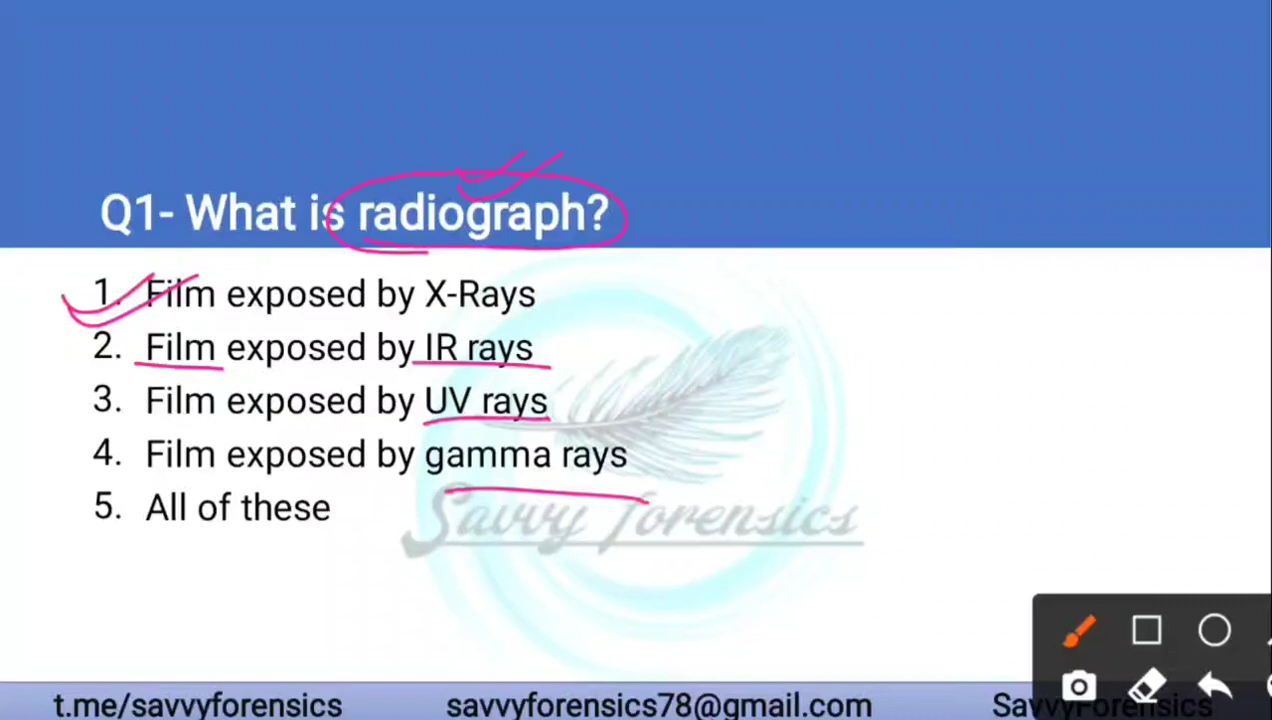 Q1- What is radiograph?
1. Film exposed by X-Rays
2. Film exposed by IR rays
3. Film exposed by UV rays
4. Film exposed by gamma rays
5. All of these
Savvy forensics
t.me/savvyforensics savvyforensics78@gmail.com SavvyForensics